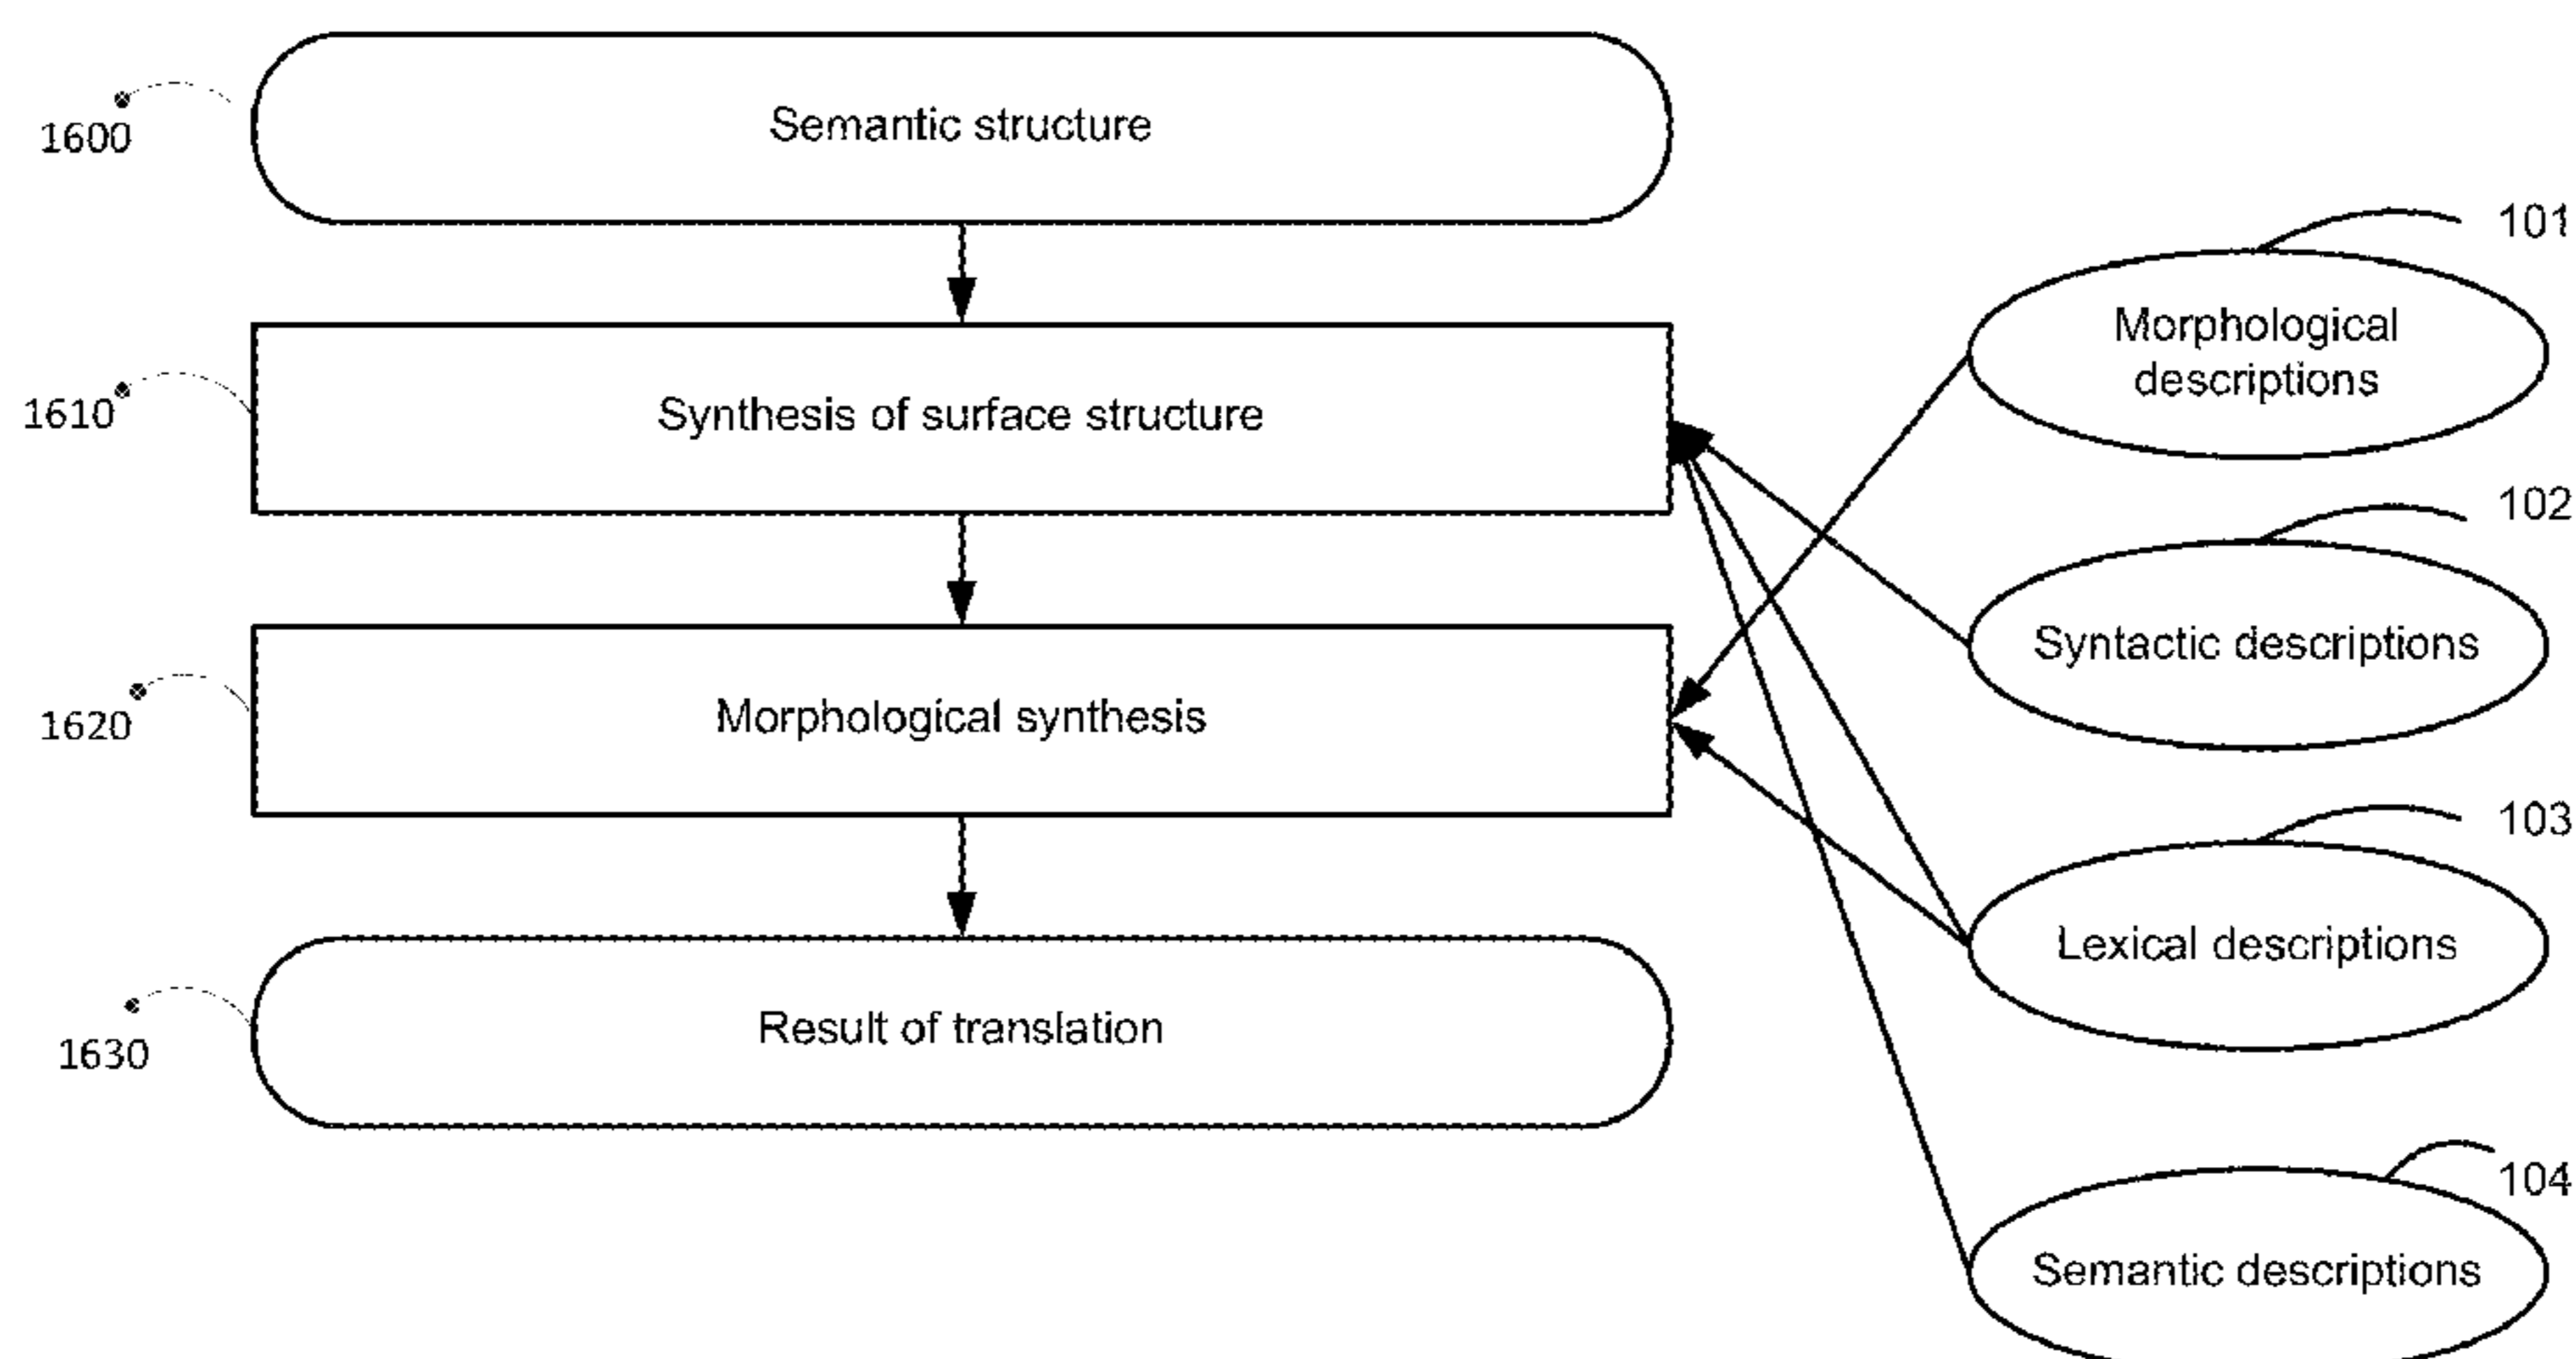 Semantic structure
1600
101
Morphological
descriptions
1610
Synthesis of surface structure
102
Syntactic descriptions
1620
Morphological synthesis
103
Lexical descriptions
1630
Result of translation
104
Semantic descriptions